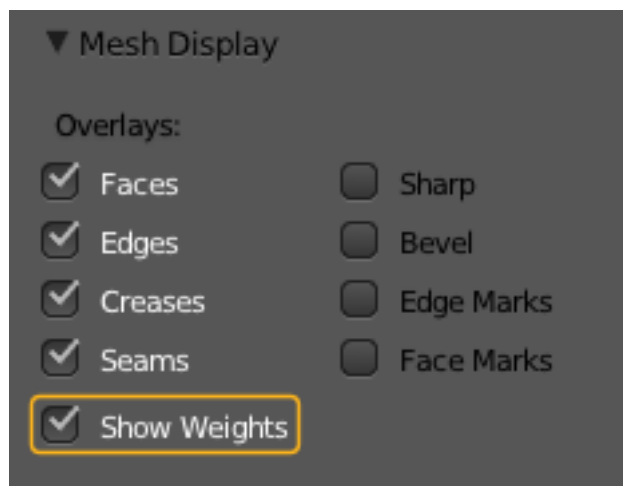 Mesh Display
Overlays:
Faces Sharp
Edges Bevel
Creases Edge Marks
Seams Face Marks
Show Weights